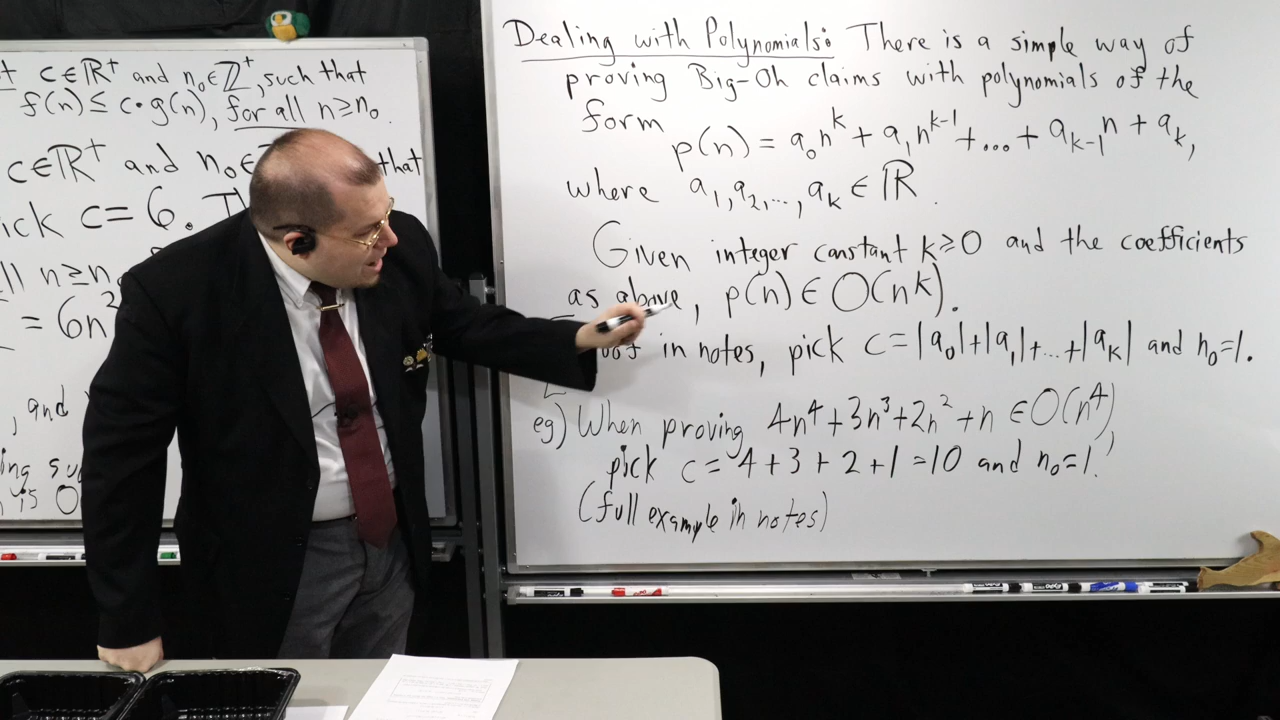 c∈ℝ⁺ and n₀∈ℤ⁺, such that
f(n) ≤ c·g(n), for all n≥n₀.
c∈ℝ⁺ and that
c = 6.
n≥n
= 6n²
, and
is O
Dealing with Polynomials: There is a simple way of
proving Big-Oh claims with polynomials of the
form
p(n) = a₀nᵏ + a₁nᵏ⁻¹ + ... + aₖ₋₁n + aₖ,
where a₁, a₂, ..., aₖ ∈ ℝ.
Given integer constant k≥0 and the coefficients
as above, p(n) ∈ O(nᵏ).
in notes, pick c = |a₀|+|a₁|+...+|aₖ| and n₀=1.
eg) When proving 4n⁴+3n³+2n²+n ∈ O(n⁴),
pick c = 4+3+2+1 = 10 and n₀=1.
(full example in notes)